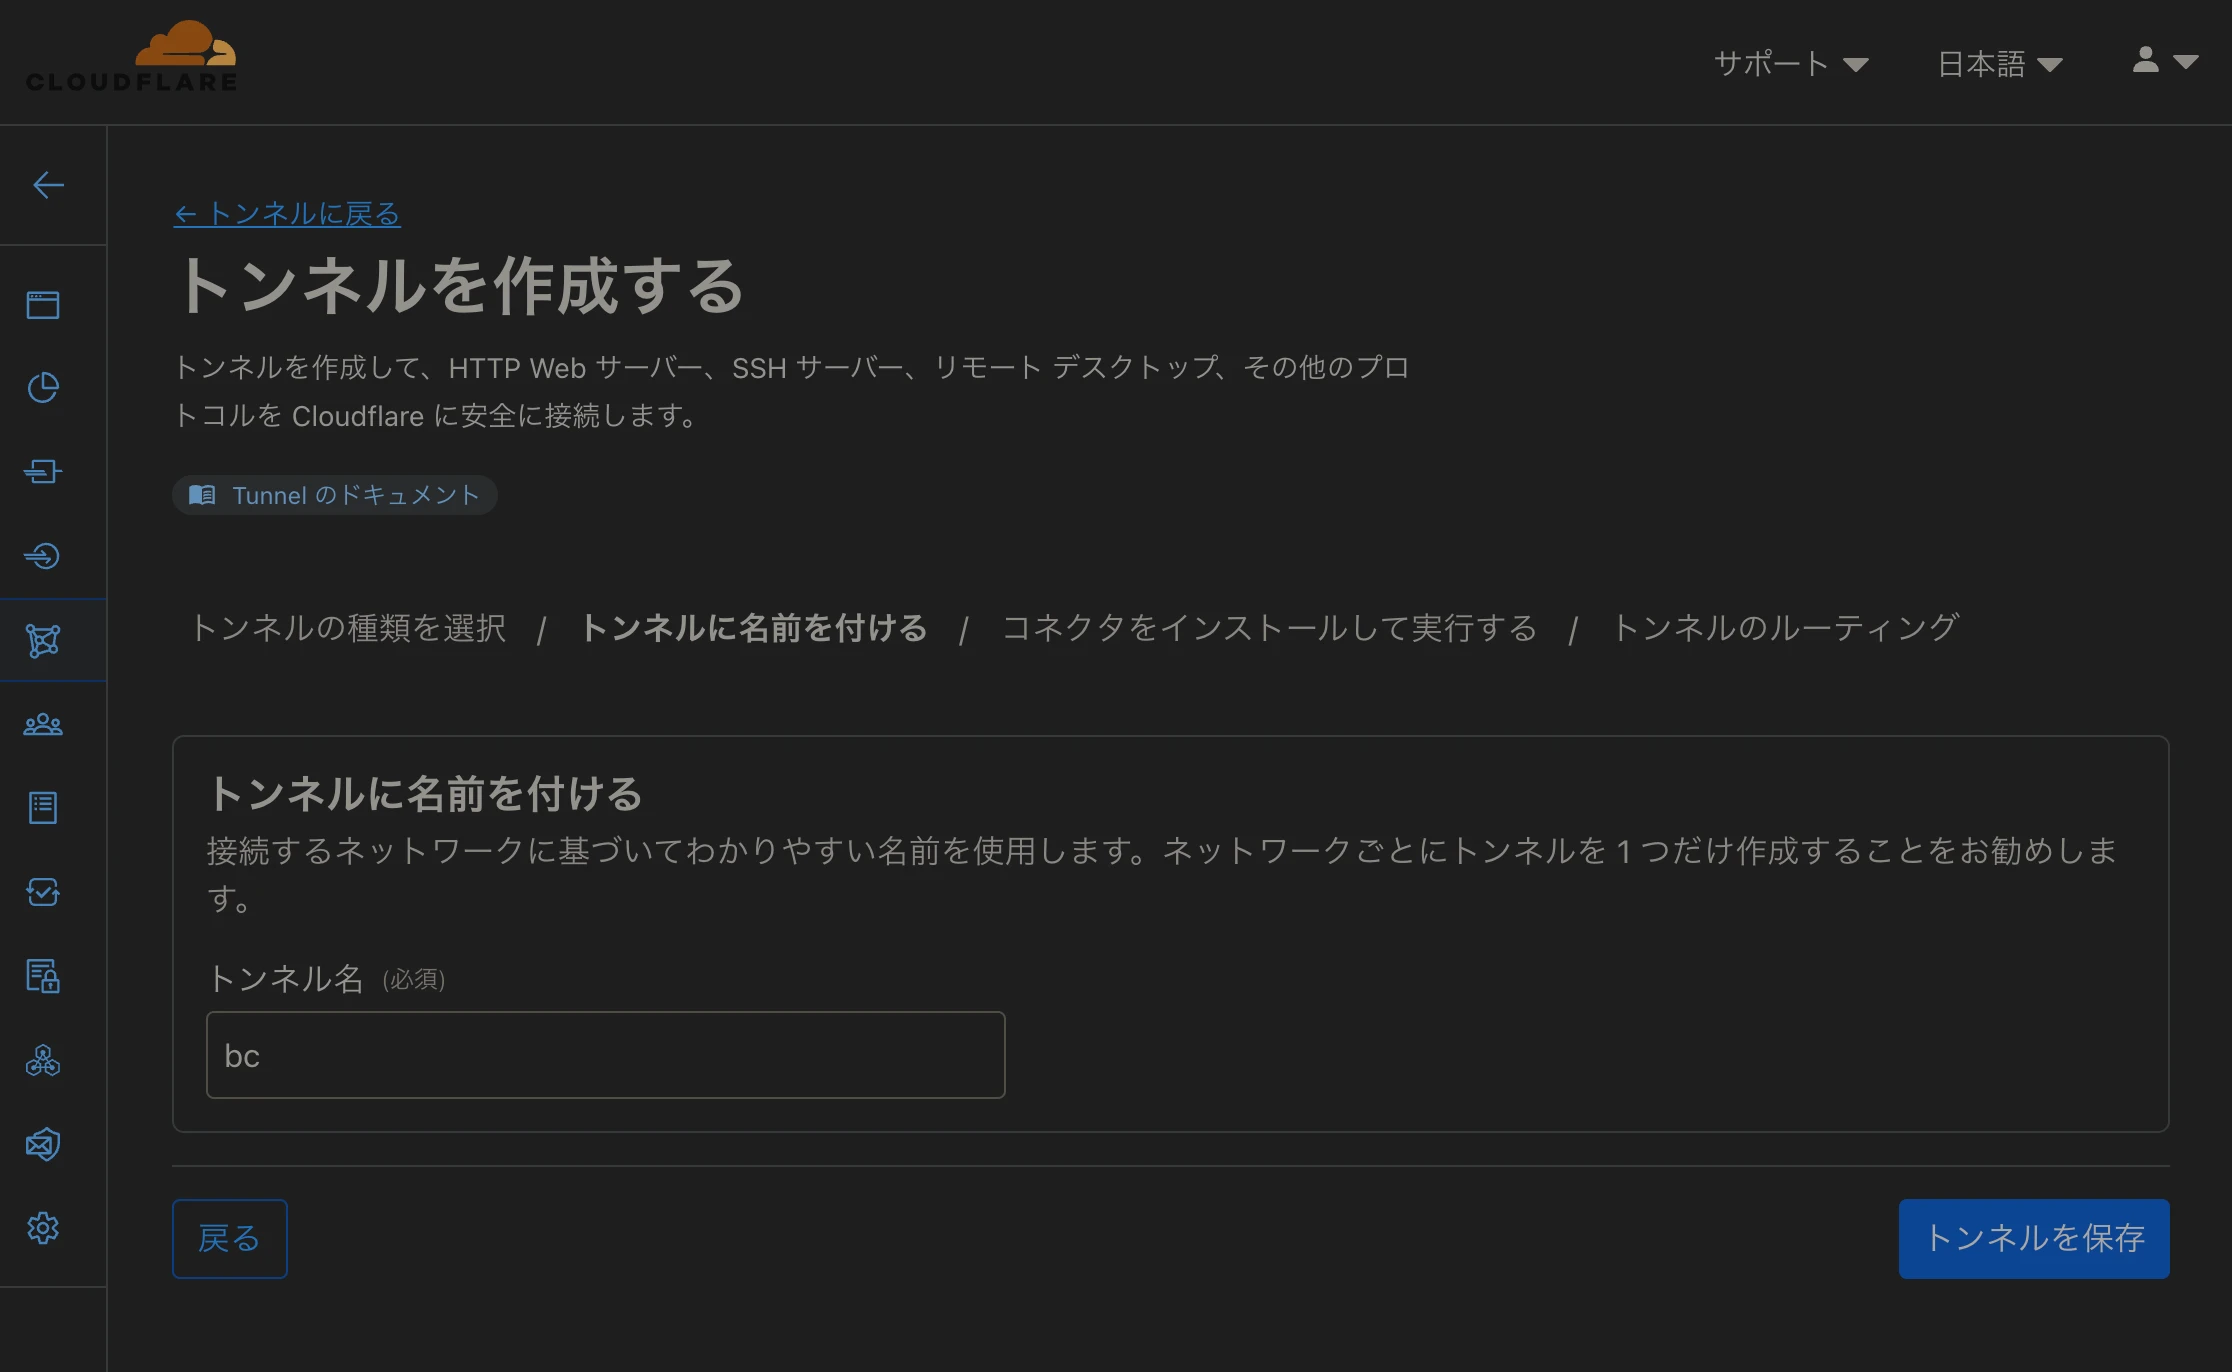 CLOUDFLARE
サポート
日本語
← トンネルに戻る
トンネルを作成する
トンネルを作成して、HTTP Web サーバー、SSH サーバー、リモート デスクトップ、その他のプロ
トコルを Cloudflare に安全に接続します。
Tunnel のドキュメント
トンネルの種類を選択 / トンネルに名前を付ける / コネクタをインストールして実行する / トンネルのルーティング
トンネルに名前を付ける
接続するネットワークに基づいてわかりやすい名前を使用します。ネットワークごとにトンネルを 1 つだけ作成することをお勧めしま
す。
トンネル名 (必須)
bc
戻る
トンネルを保存